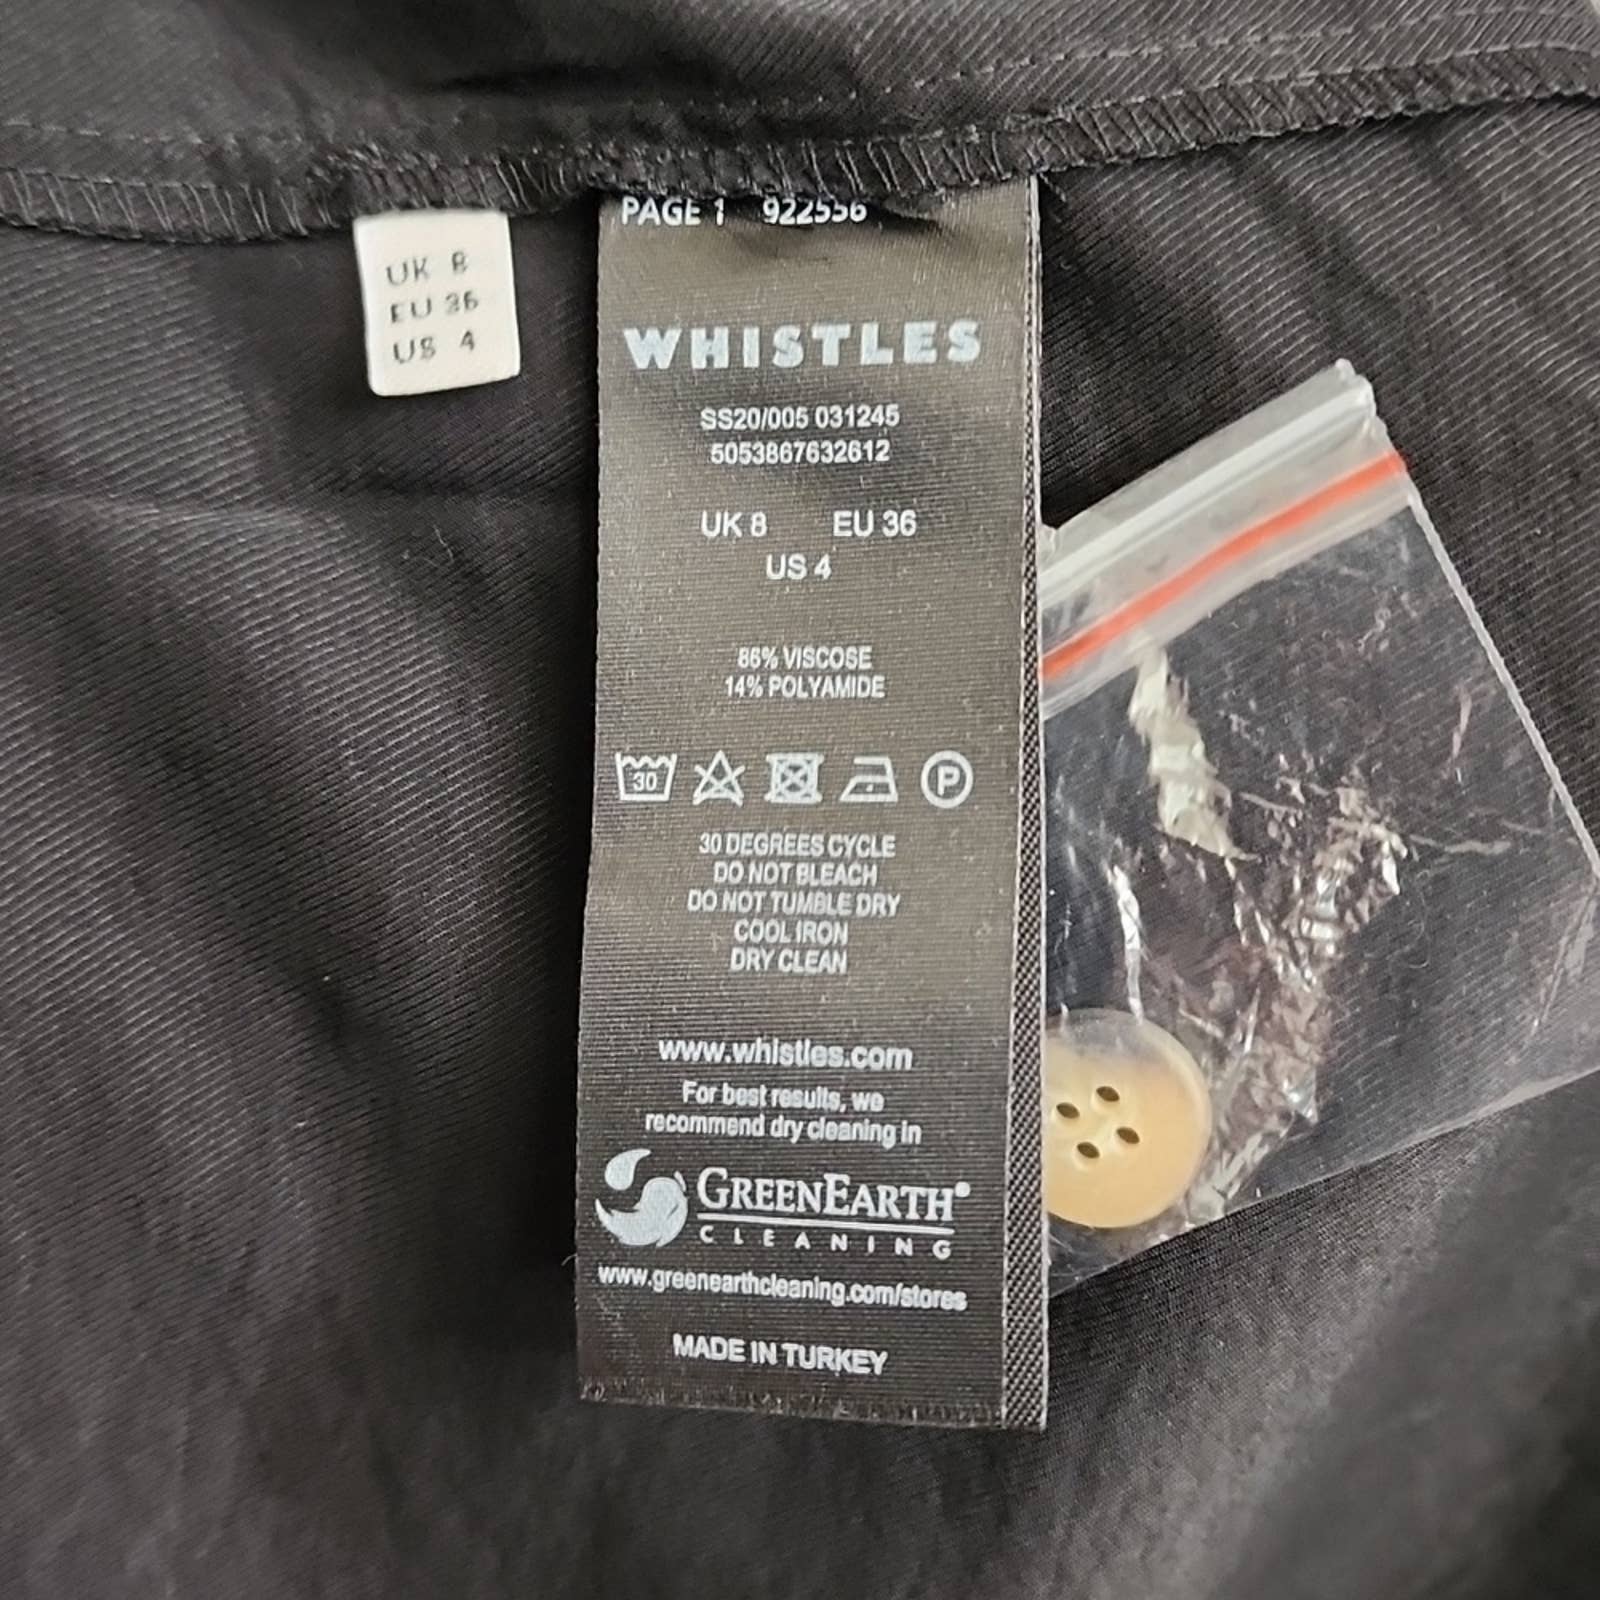 UK 8
EU 36
US 4
PAGE 1 922556
WHISTLES
SS20/005 031245
5053867632612
UK 8 EU 36
US 4
86% VISCOSE
14% POLYAMIDE
30 P
30 DEGREES CYCLE
DO NOT BLEACH
DO NOT TUMBLE DRY
COOL IRON
DRY CLEAN
www.whistles.com
For best results, we
recommend dry cleaning in
GREENEARTH®
CLEANING
www.greenearthcleaning.com/stores
MADE IN TURKEY